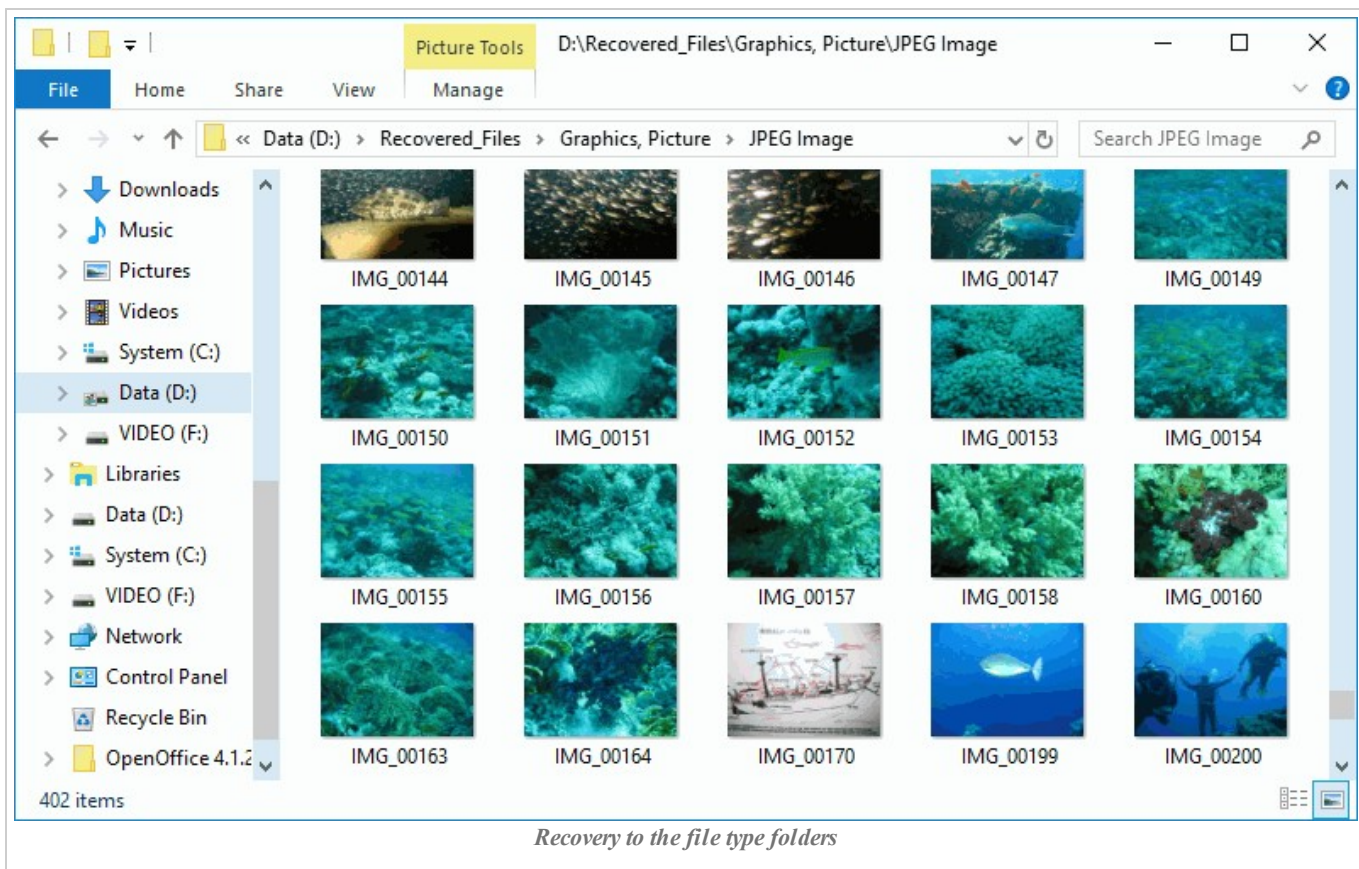 Picture Tools
D:\Recovered_Files\Graphics, Picture\JPEG Image
File Home Share View Manage
« Data (D:) > Recovered_Files > Graphics, Picture > JPEG Image
Search JPEG Image
Downloads
Music
Pictures
Videos
System (C:)
Data (D:)
VIDEO (F:)
Libraries
Data (D:)
System (C:)
VIDEO (F:)
Network
Control Panel
Recycle Bin
OpenOffice 4.1.2
IMG_00144 IMG_00145 IMG_00146 IMG_00147 IMG_00149
IMG_00150 IMG_00151 IMG_00152 IMG_00153 IMG_00154
IMG_00155 IMG_00156 IMG_00157 IMG_00158 IMG_00160
IMG_00163 IMG_00164 IMG_00170 IMG_00199 IMG_00200
402 items
Recovery to the file type folders